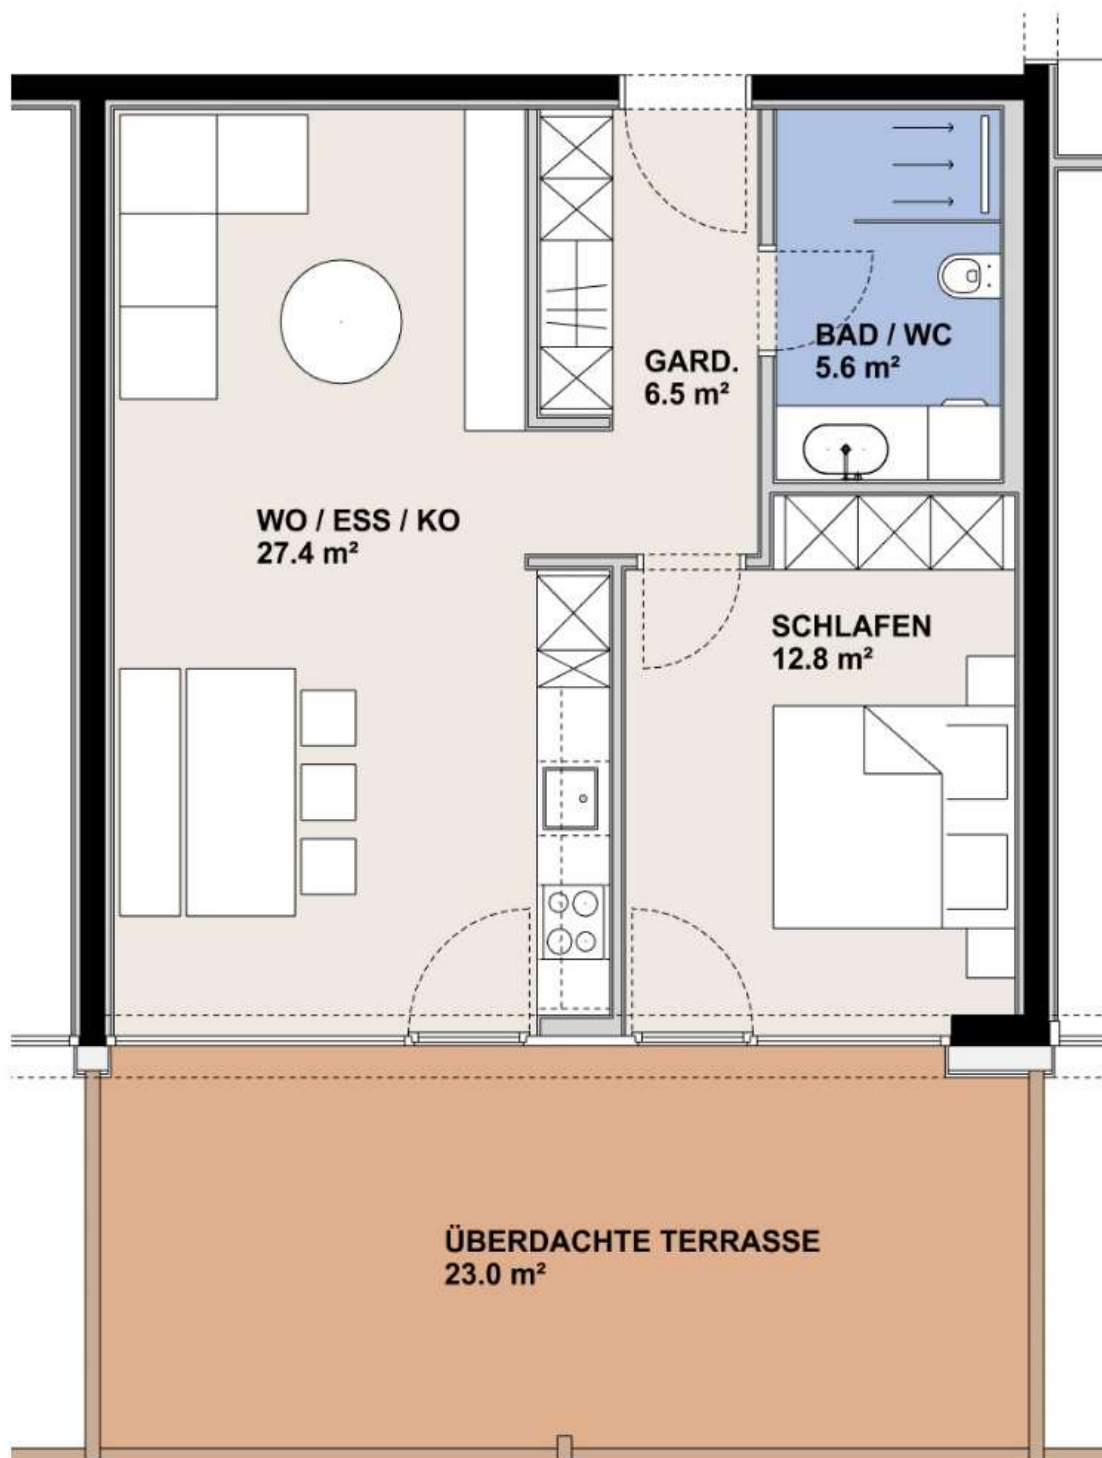 GARD.
6.5 m²
BAD / WC
5.6 m²
WO / ESS / KO
27.4 m²
SCHLAFEN
12.8 m²
ÜBERDACHTE TERRASSE
23.0 m²